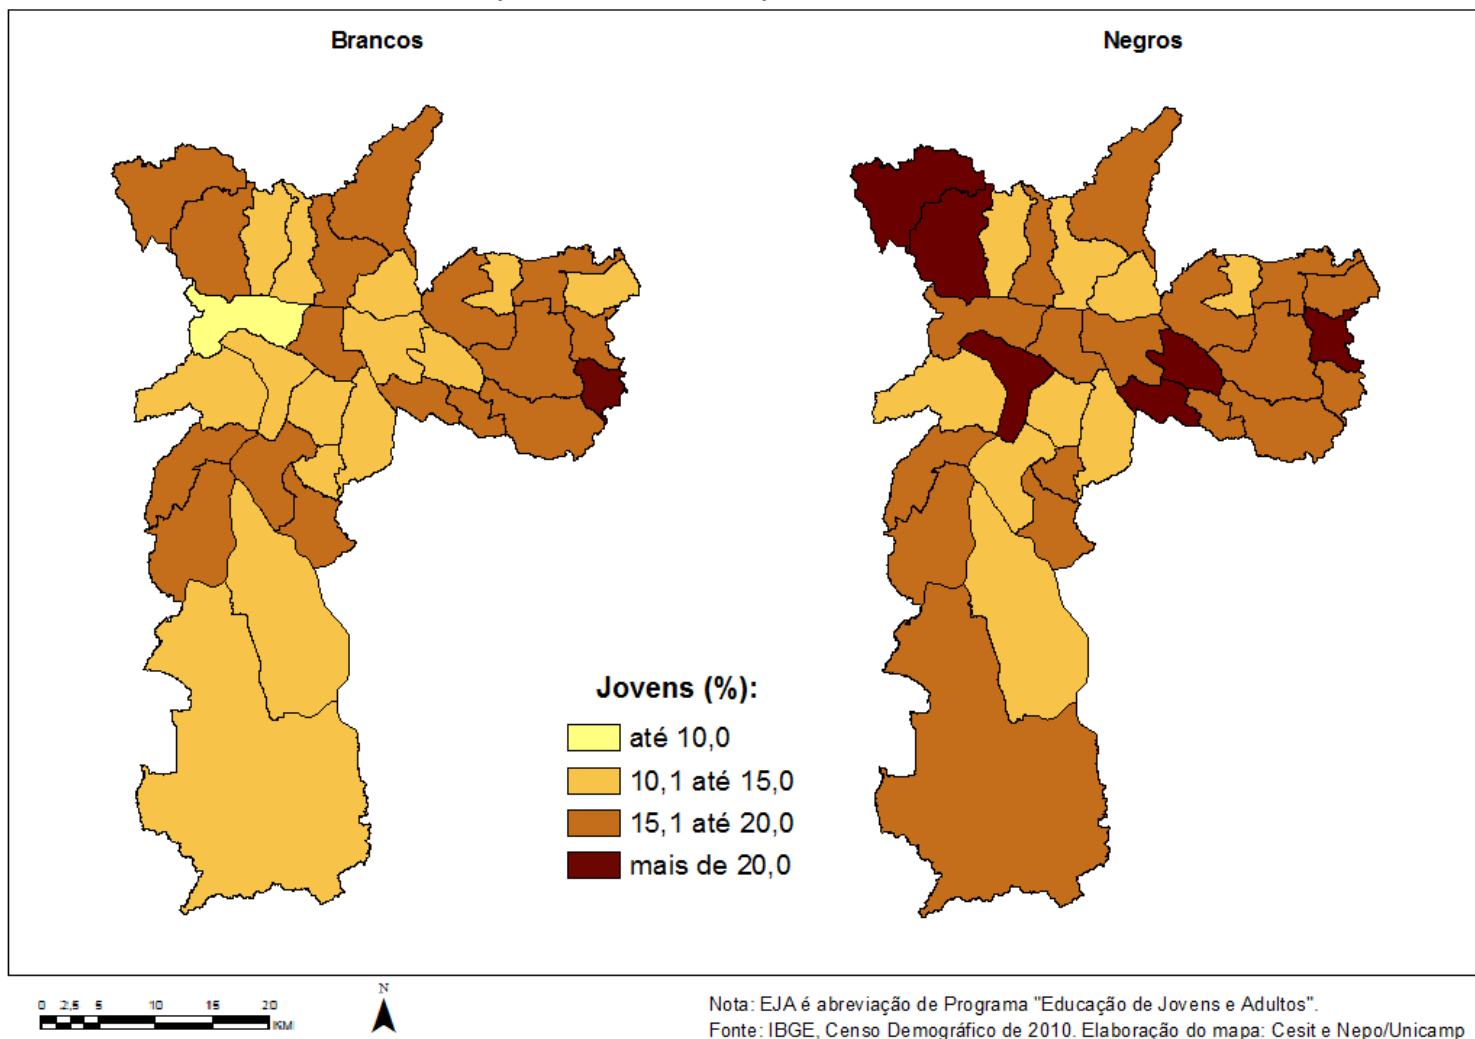 Brancos
Negros
Jovens (%):
até 10,0
10,1 até 15,0
15,1 até 20,0
mais de 20,0
0 2,5 5 10 15 20
KM
N
Nota: EJA é abreviação de Programa "Educação de Jovens e Adultos".
Fonte: IBGE, Censo Demográfico de 2010. Elaboração do mapa: Cesit e Nepo/Unicamp